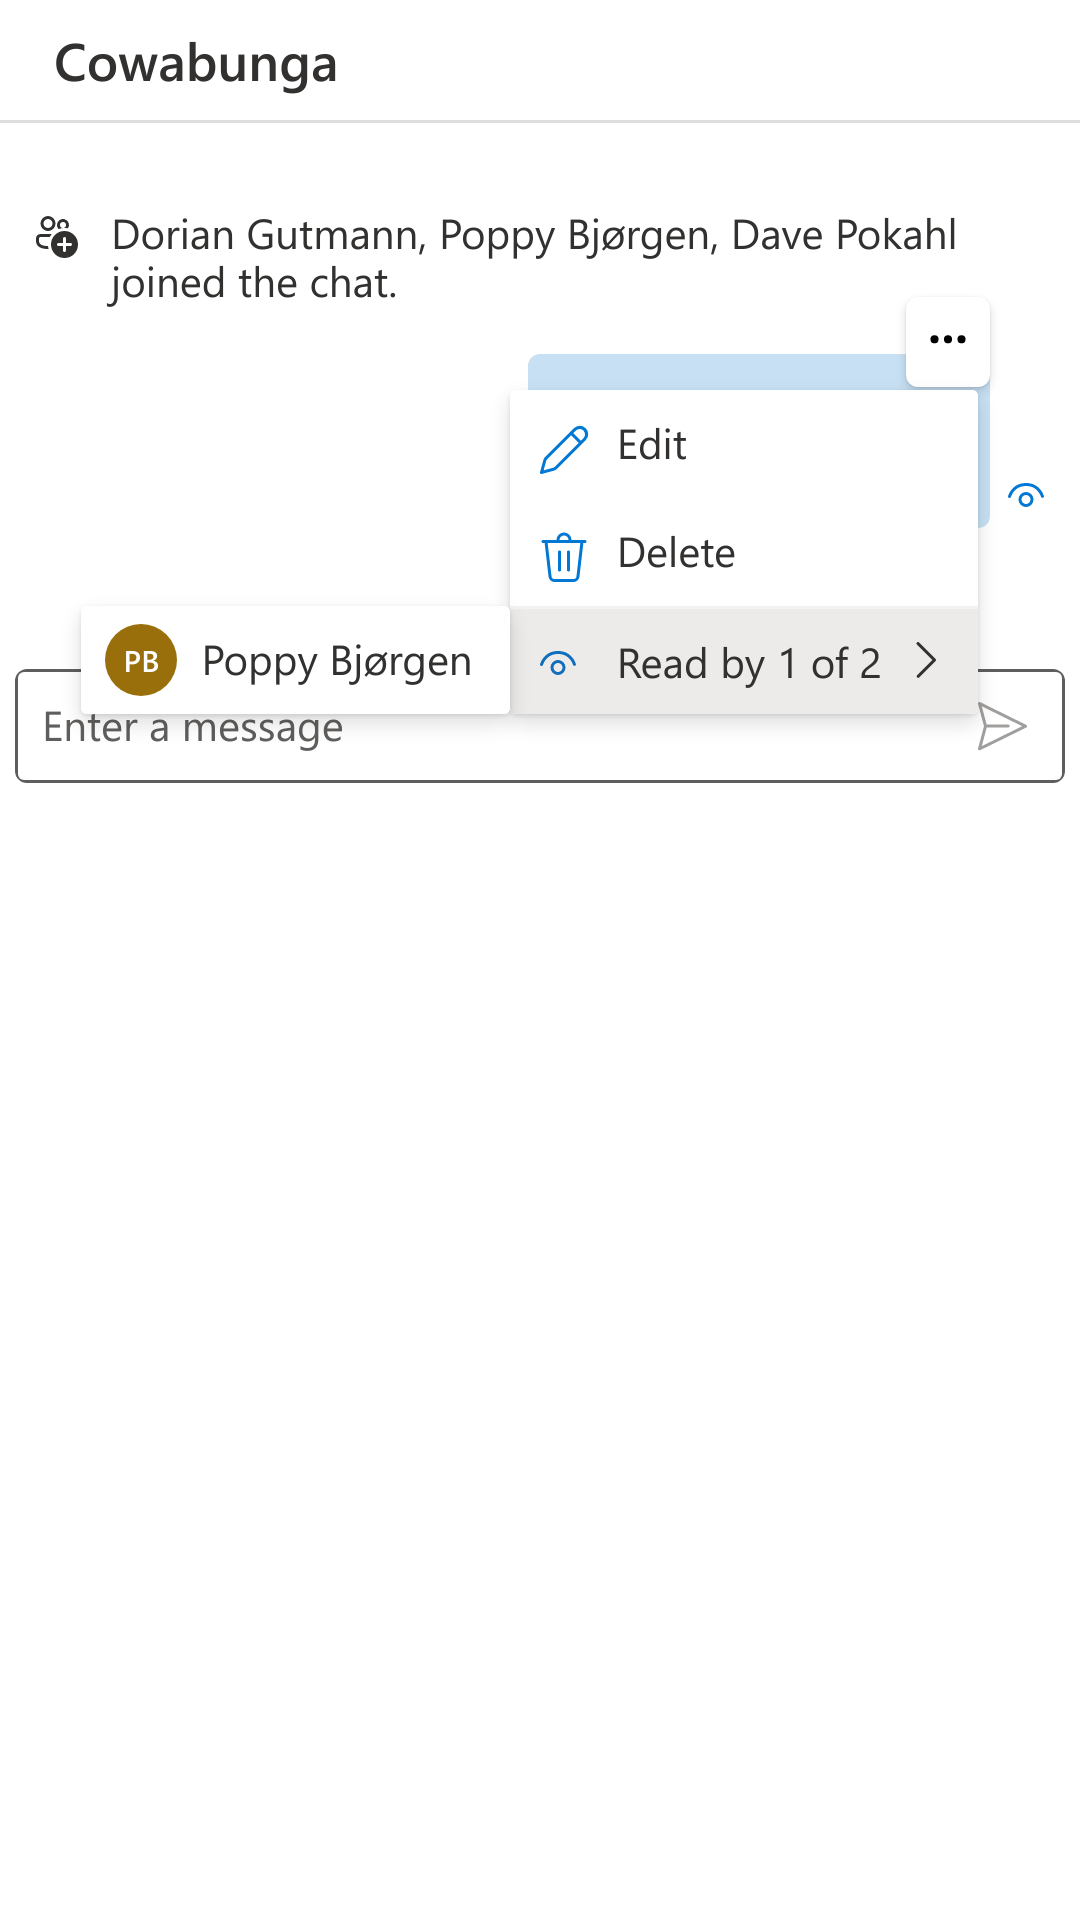 Cowabunga
Dorian Gutmann, Poppy Bjørgen, Dave Pokahl
joined the chat.
Edit
Delete
PB Poppy Bjørgen
Read by 1 of 2
Enter a message